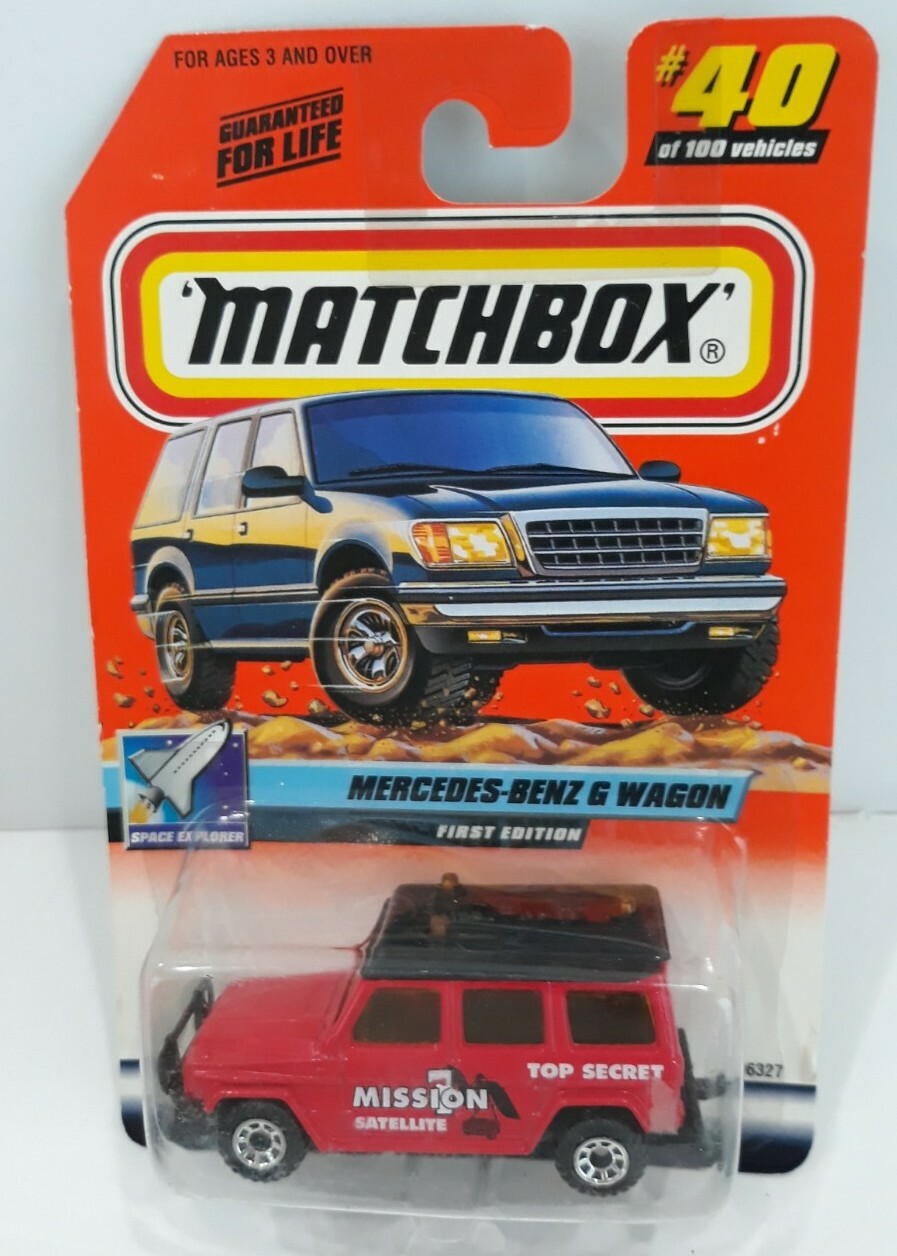 FOR AGES 3 AND OVER
GUARANTEED
FOR LIFE
#40
of 100 vehicles
'MATCHBOX'®
MERCEDES-BENZ G WAGON
FIRST EDITION
SPACE EXPLORER
TOP SECRET
MISSION
1
SATELLITE
6327